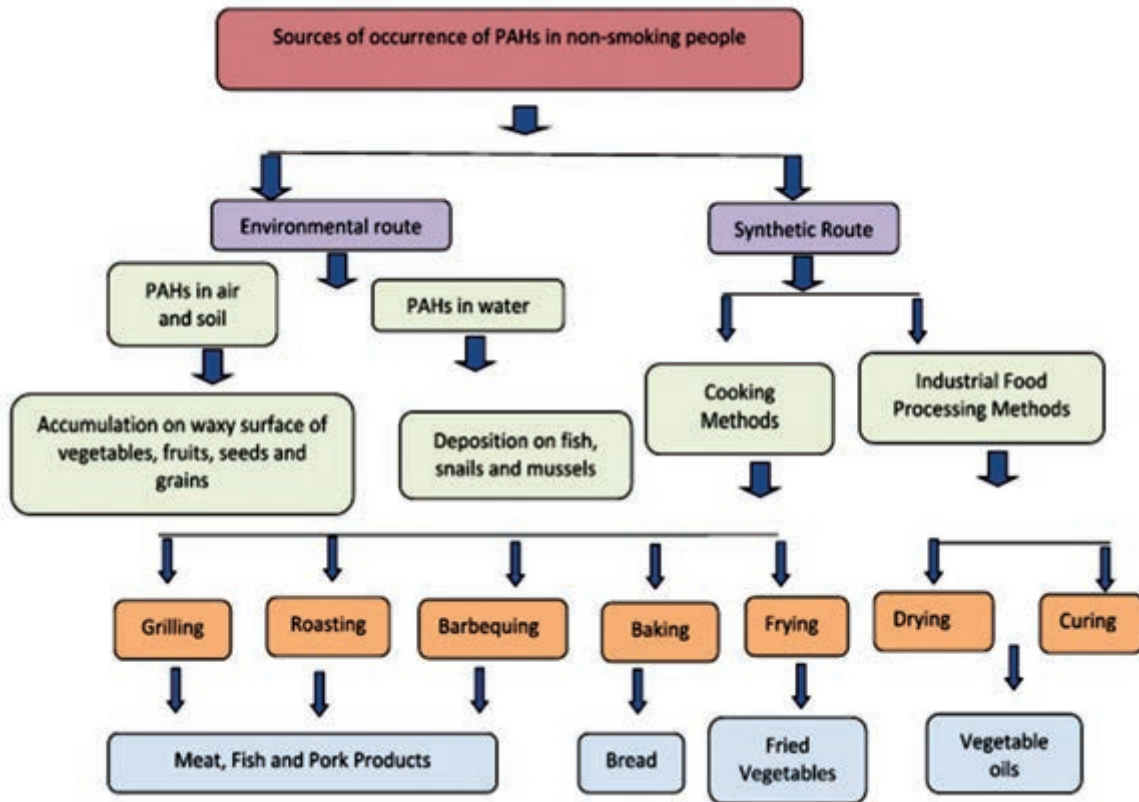 Sources of occurrence of PAHs in non-smoking people
Environmental route
Synthetic Route
PAHs in air
and soil
PAHs in water
Cooking
Methods
Industrial Food
Processing Methods
Accumulation on waxy surface of
vegetables, fruits, seeds and
grains
Deposition on fish,
snails and mussels
Grilling
Roasting
Barbequing
Baking
Frying
Drying
Curing
Meat, Fish and Pork Products
Bread
Fried
Vegetables
Vegetable
oils